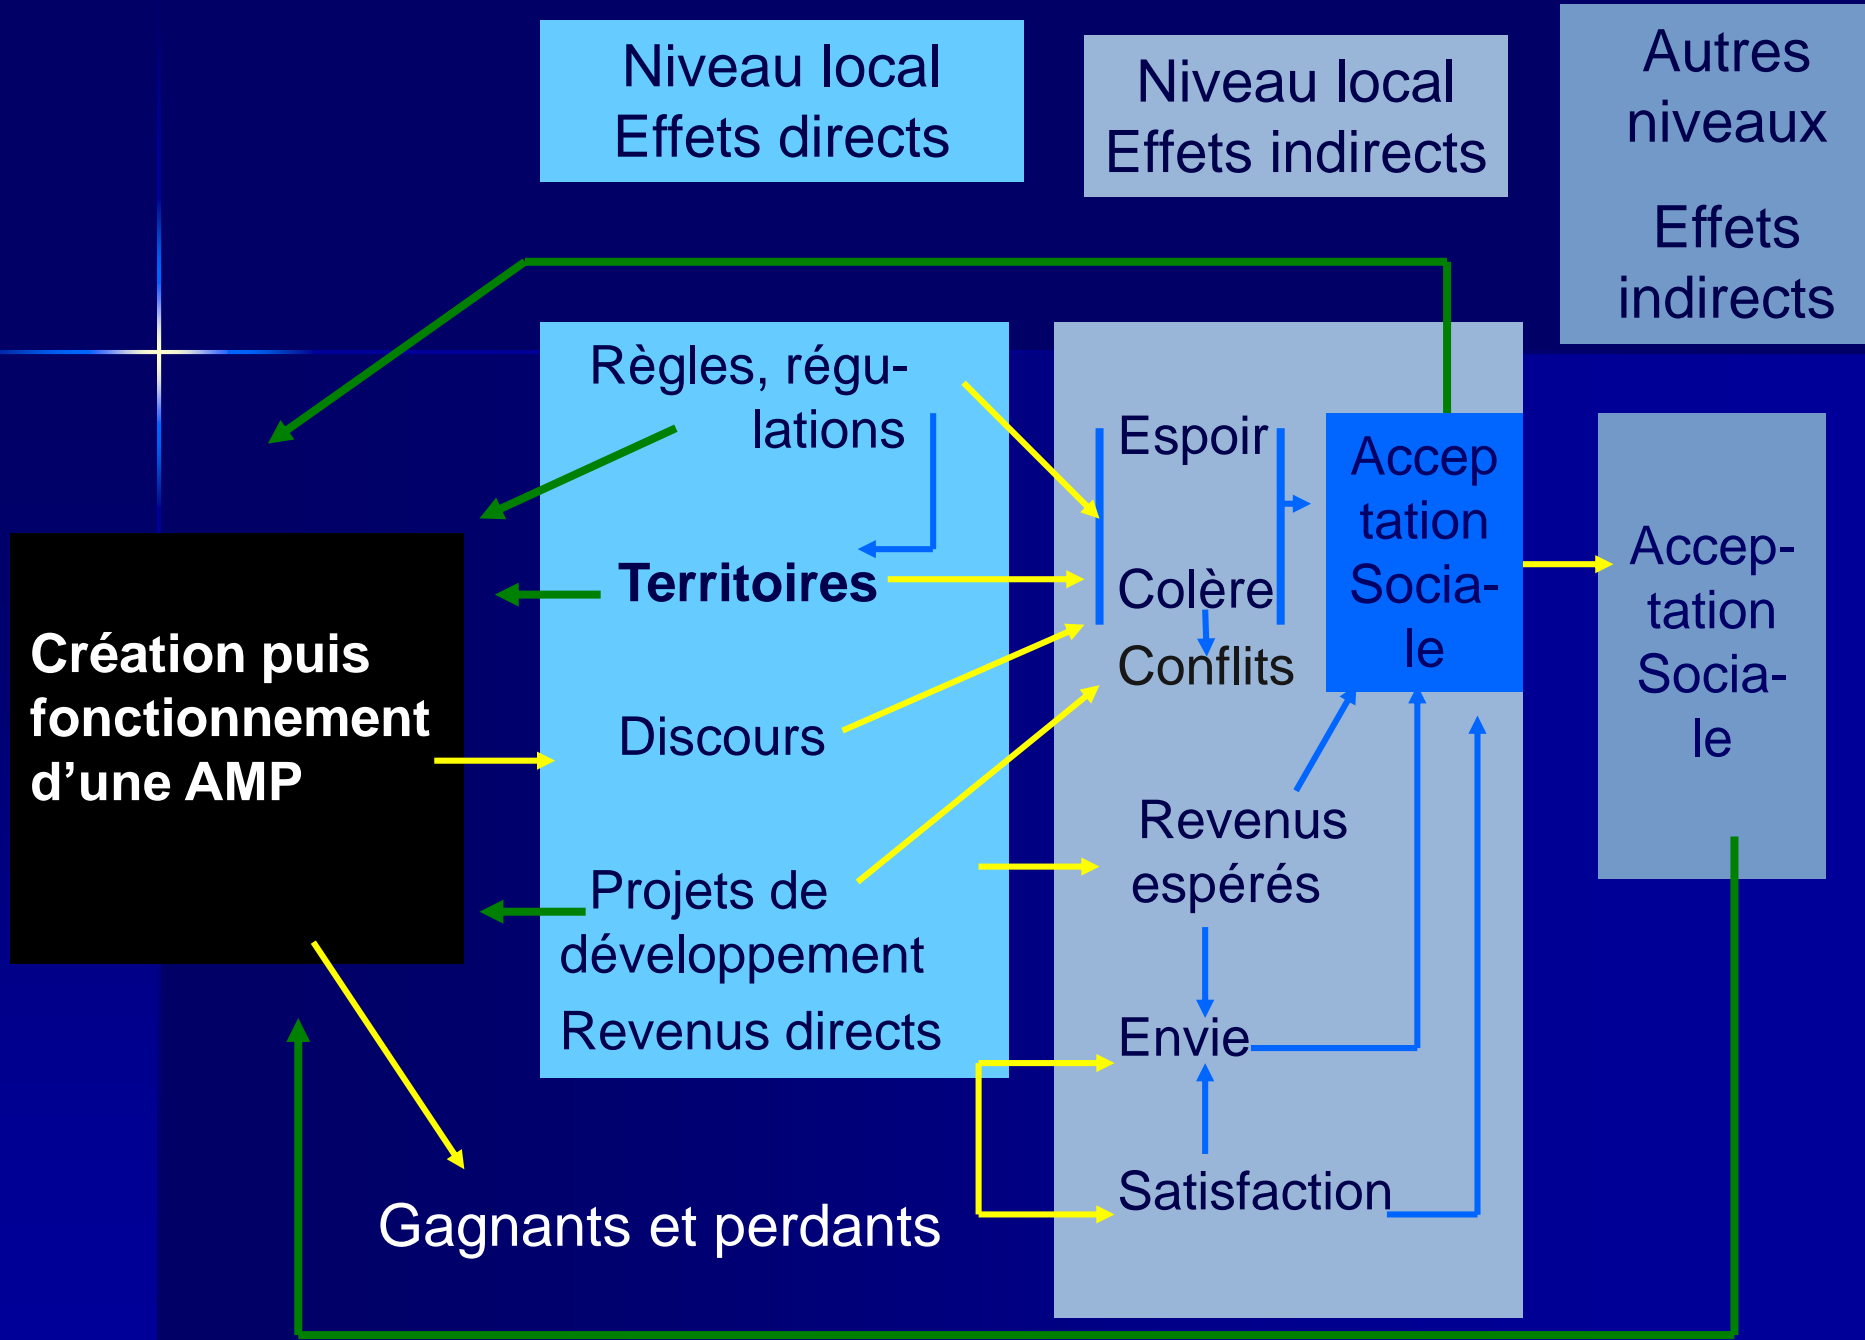 Niveau local
Effets directs
Niveau local
Effets indirects
Autres
niveaux
Effets
indirects
Création puis
fonctionnement
d’une AMP
Règles, régu-
lations
Territoires
Discours
Projets de
développement
Revenus directs
Espoir
Colère
Conflits
Revenus
espérés
Envie
Satisfaction
Accep
tation
Socia-
le
Accep-
tation
Socia-
le
Gagnants et perdants